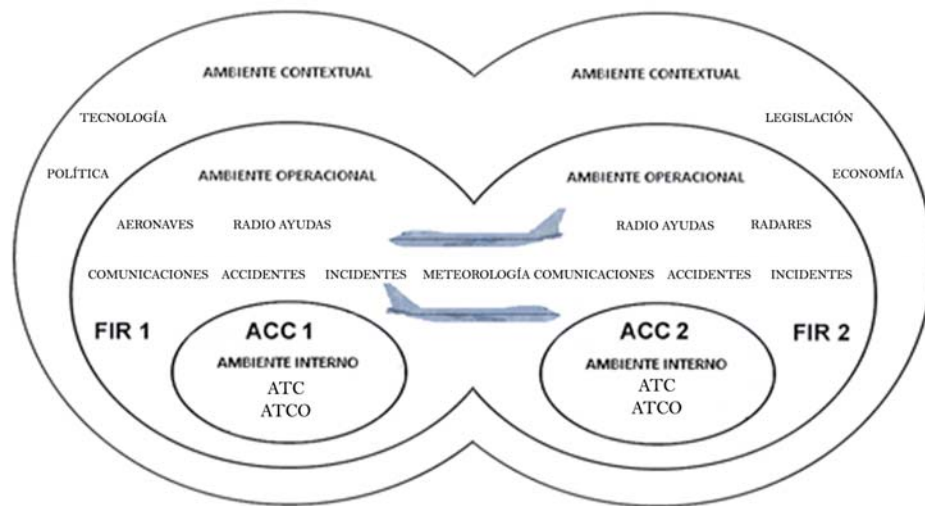 AMBIENTE CONTEXTUAL AMBIENTE CONTEXTUAL
TECNOLOGÍA LEGISLACIÓN
POLÍTICA AMBIENTE OPERACIONAL AMBIENTE OPERACIONAL ECONOMÍA
AERONAVES RADIO AYUDAS RADIO AYUDAS RADARES
COMUNICACIONES ACCIDENTES INCIDENTES METEOROLOGÍA COMUNICACIONES ACCIDENTES INCIDENTES
FIR 1 ACC 1 ACC 2 FIR 2
AMBIENTE INTERNO AMBIENTE INTERNO
ATC ATC
ATCO ATCO